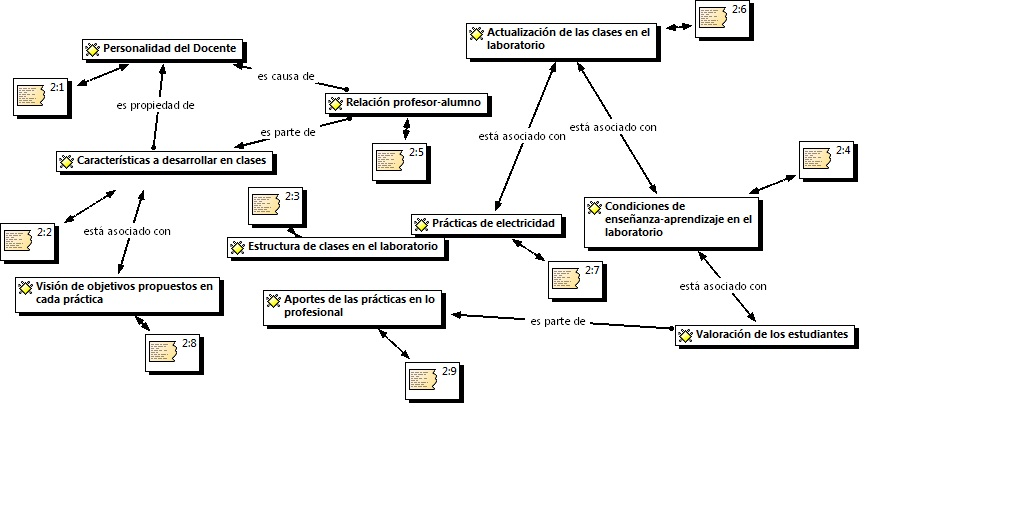 2:6
Actualización de las clases en el
laboratorio
Personalidad del Docente
es causa de
2:1
es propiedad de
Relación profesor-alumno
es parte de
está asociado con
está asociado con
Características a desarrollar en clases
2:5
2:4
2:3
2:2
está asociado con
Estructura de clases en el laboratorio
Prácticas de electricidad
Condiciones de
enseñanza-aprendizaje en el
laboratorio
2:7
Visión de objetivos propuestos en
cada práctica
Aportes de las prácticas en lo
profesional
está asociado con
es parte de
Valoración de los estudiantes
2:8
2:9